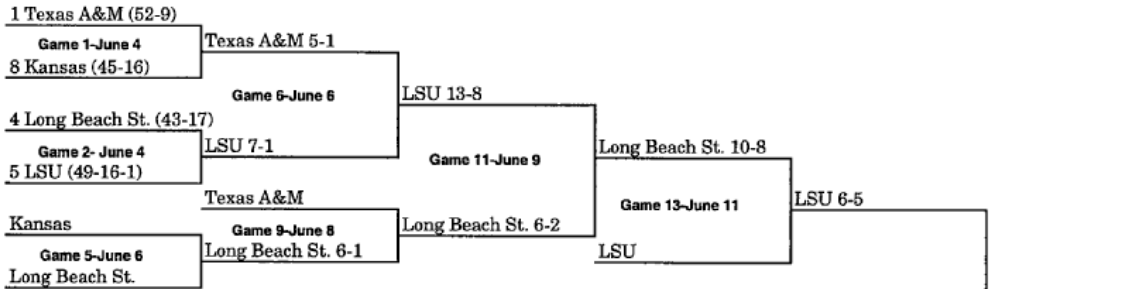 1 Texas A&M (52-9)
Game 1-June 4
8 Kansas (45-16)
Texas A&M 5-1
Game 6-June 6
4 Long Beach St. (43-17)
Game 2- June 4
5 LSU (49-16-1)
LSU 7-1
LSU 13-8
Game 11-June 9
Kansas
Game 5-June 6
Long Beach St.
Texas A&M
Game 9-June 8
Long Beach St. 6-1
Long Beach St. 6-2
Long Beach St. 10-8
Game 13-June 11
LSU
LSU 6-5